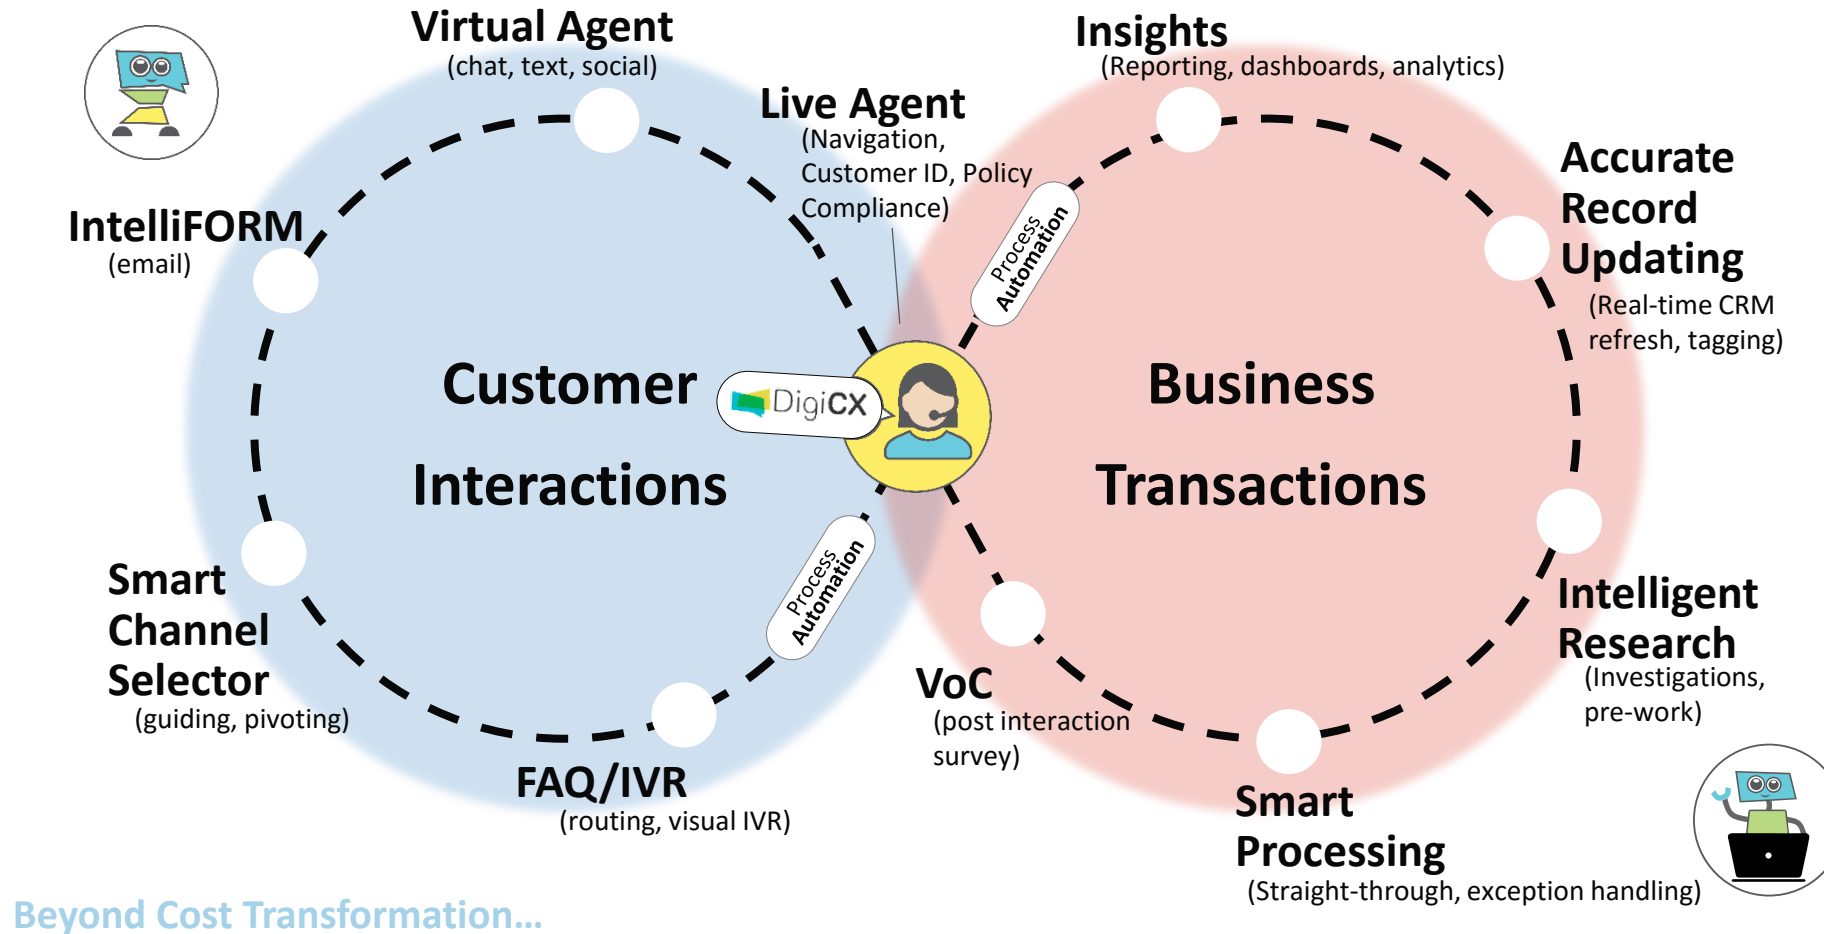 Virtual Agent
(chat, text, social)
Insights
(Reporting, dashboards, analytics)
Live Agent
(Navigation,
Customer ID, Policy
Compliance)
Accurate
Record
Updating
(Real-time CRM
refresh, tagging)
IntelliFORM
(email)
Process
Automation
Customer
Interactions
DigiCX
Business
Transactions
Process
Automation
Smart
Channel
Selector
(guiding, pivoting)
Intelligent
Research
(Investigations,
pre-work)
VoC
(post interaction
survey)
FAQ/IVR
(routing, visual IVR)
Smart
Processing
(Straight-through, exception handling)
Beyond Cost Transformation...